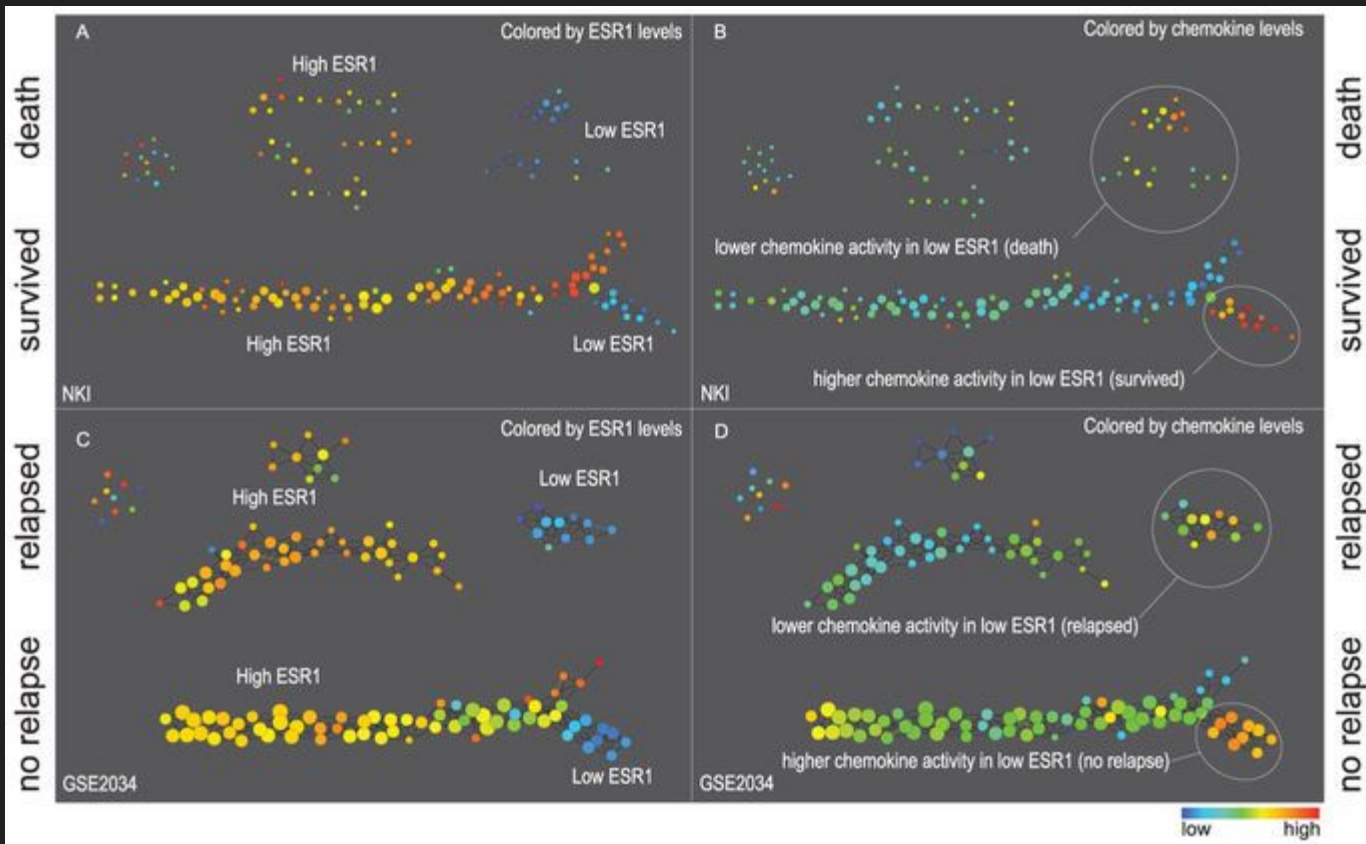 A
Colored by ESR1 levels
High ESR1
Low ESR1
death
survived
High ESR1
Low ESR1
NKI
B
Colored by chemokine levels
death
lower chemokine activity in low ESR1 (death)
survived
higher chemokine activity in low ESR1 (survived)
C
Colored by ESR1 levels
Low ESR1
High ESR1
relapsed
High ESR1
no relapse
Low ESR1
GSE2034
D
Colored by chemokine levels
relapsed
lower chemokine activity in low ESR1 (relapsed)
no relapse
higher chemokine activity in low ESR1 (no relapse)
GSE2034
low high